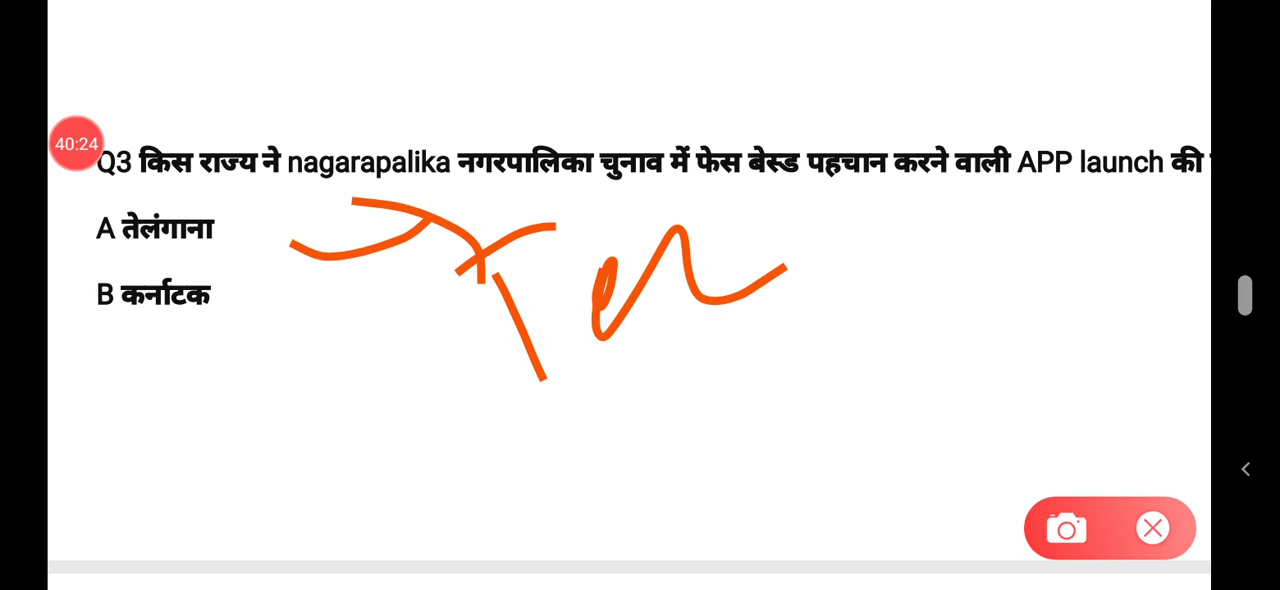 40:24
Q3 किस राज्य ने nagarapalika नगरपालिका चुनाव में फेस बेस्ड पहचान करने वाली APP launch की
A तेलंगाना
B कर्नाटक